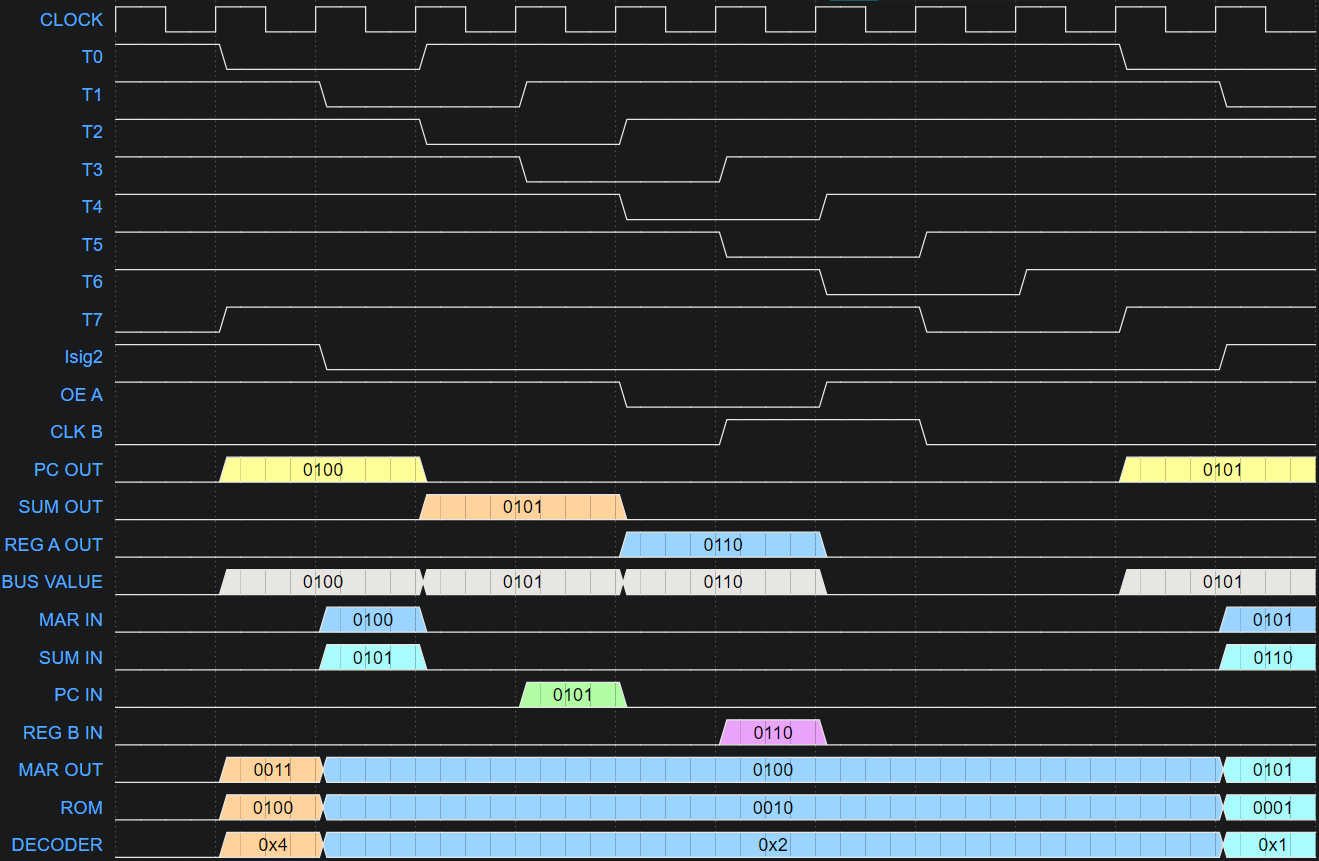 CLOCK
T0
T1
T2
T3
T4
T5
T6
T7
Isig2
OE A
CLK B
PC OUT 0100 0101
SUM OUT 0101
REG A OUT 0110
BUS VALUE 0100 0101 0110 0101
MAR IN 0100 0101
SUM IN 0101 0110
PC IN 0101
REG B IN 0110
MAR OUT 0011 0100 0101
ROM 0100 0010 0001
DECODER 0x4 0x2 0x1